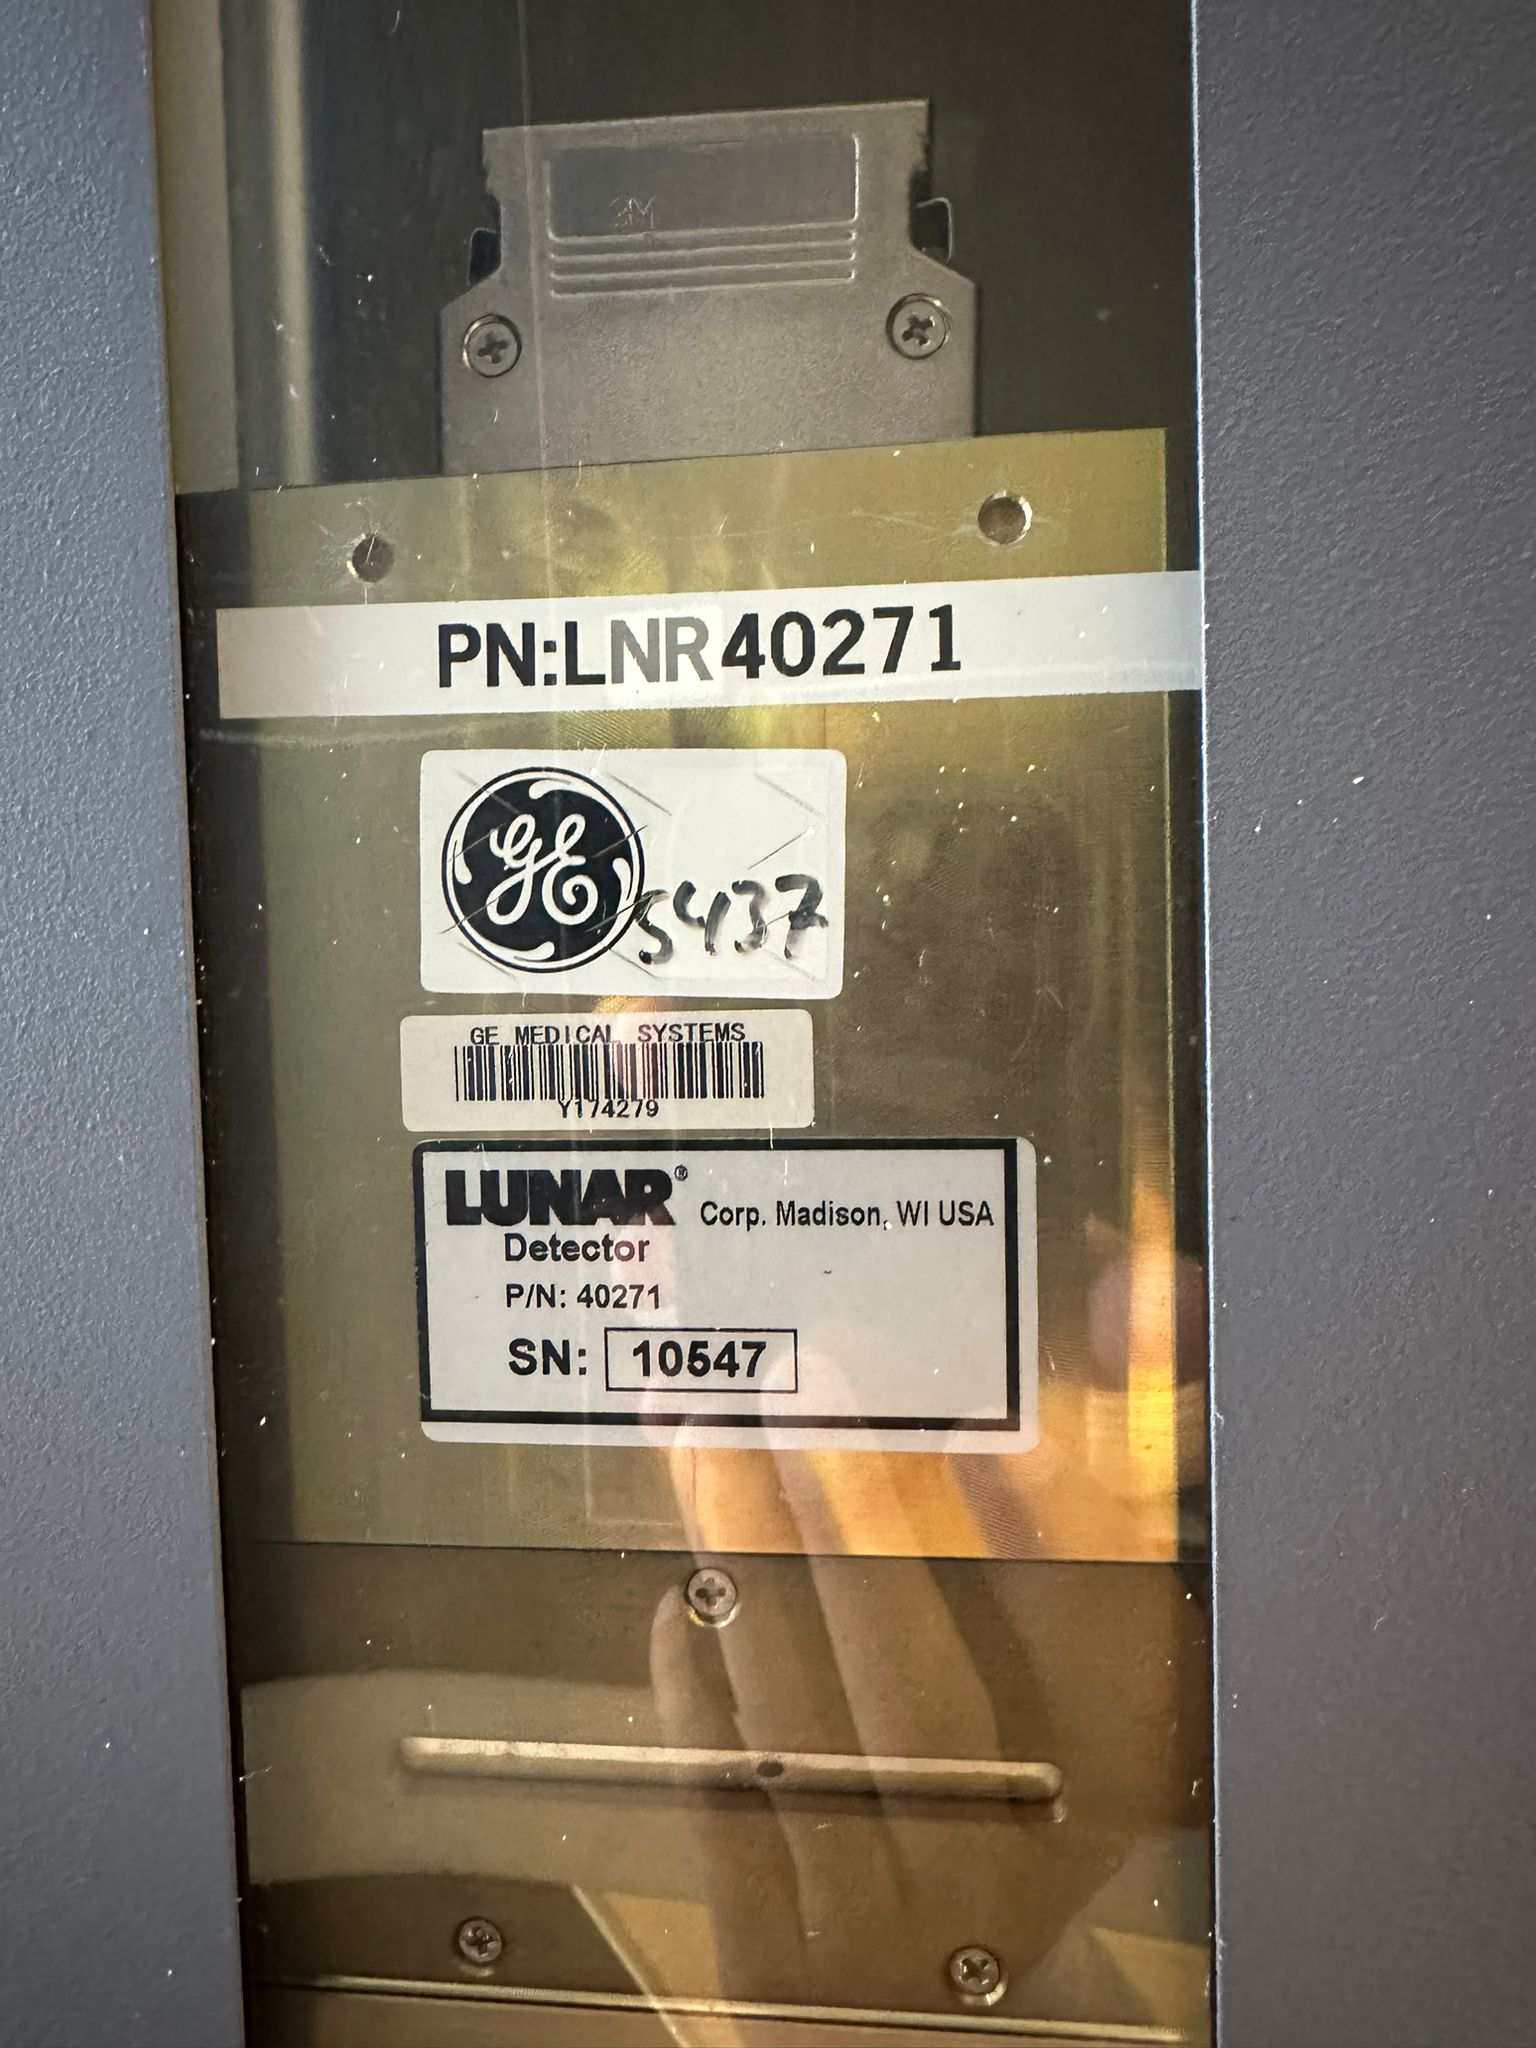 3M
PN:LNR40271
GE
5437
GE MEDICAL SYSTEMS
Y174279
LUNAR® Corp. Madison, WI USA
Detector
P/N: 40271
SN: 10547